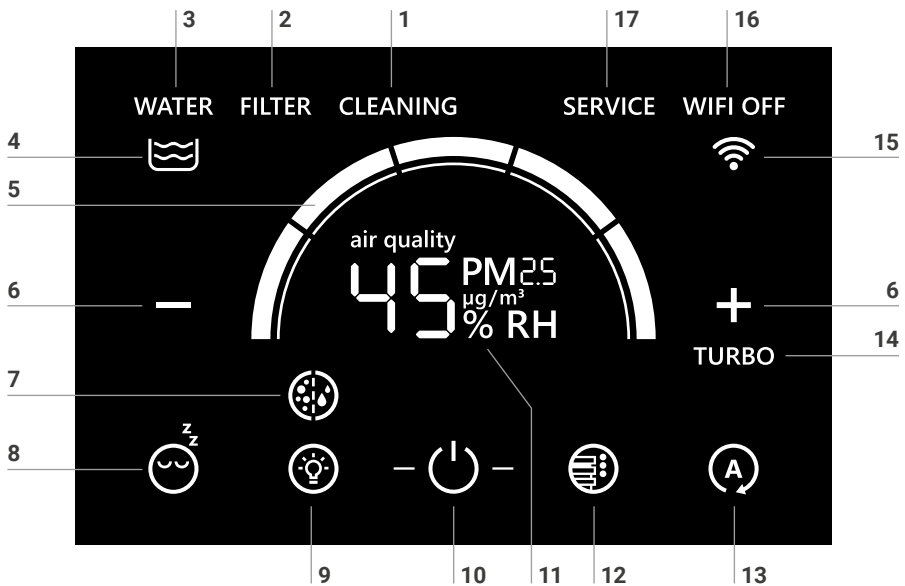 3 2 1 17 16
WATER FILTER CLEANING SERVICE WIFI OFF
4 15
5
air quality
45 PM2.5
µg/m³
% RH
6 6
TURBO 14
7
z
z
8
A
9 10 11 12 13